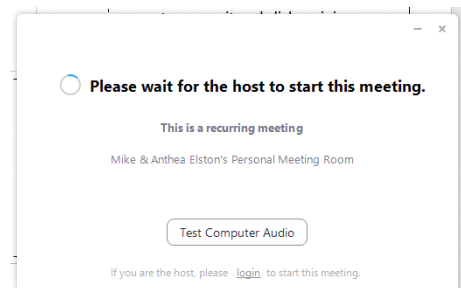 Please wait for the host to start this meeting.
This is a recurring meeting
Mike & Anthea Elston's Personal Meeting Room
Test Computer Audio
If you are the host, please login to start this meeting.